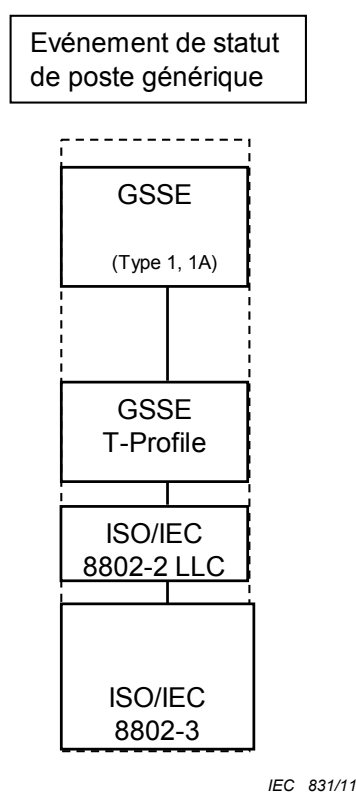 Evénement de statut
de poste générique
GSSE
(Type 1, 1A)
GSSE
T-Profile
ISO/IEC
8802-2 LLC
ISO/IEC
8802-3
IEC 831/11